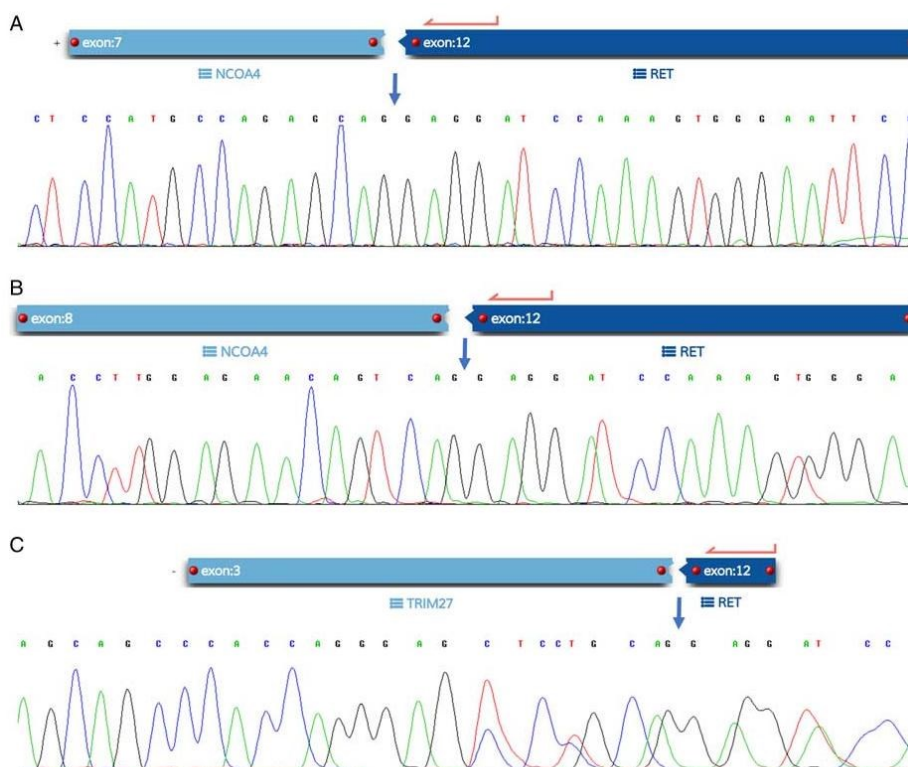 A
+ exon:7 exon:12
NCOA4 RET
C T C C A T G C C A G A G C A G G A G G A T C C A A A G T G G G A A T T C
B
exon:8 exon:12
NCOA4 RET
A C C T T G G A G A A C A G T C A G G A G G A T C C A A A G T G G G A
C
- exon:3 exon:12
TRIM27 RET
A G C A G C C C A C C A G G G A G C T C C T G C A G G A G G A T C C